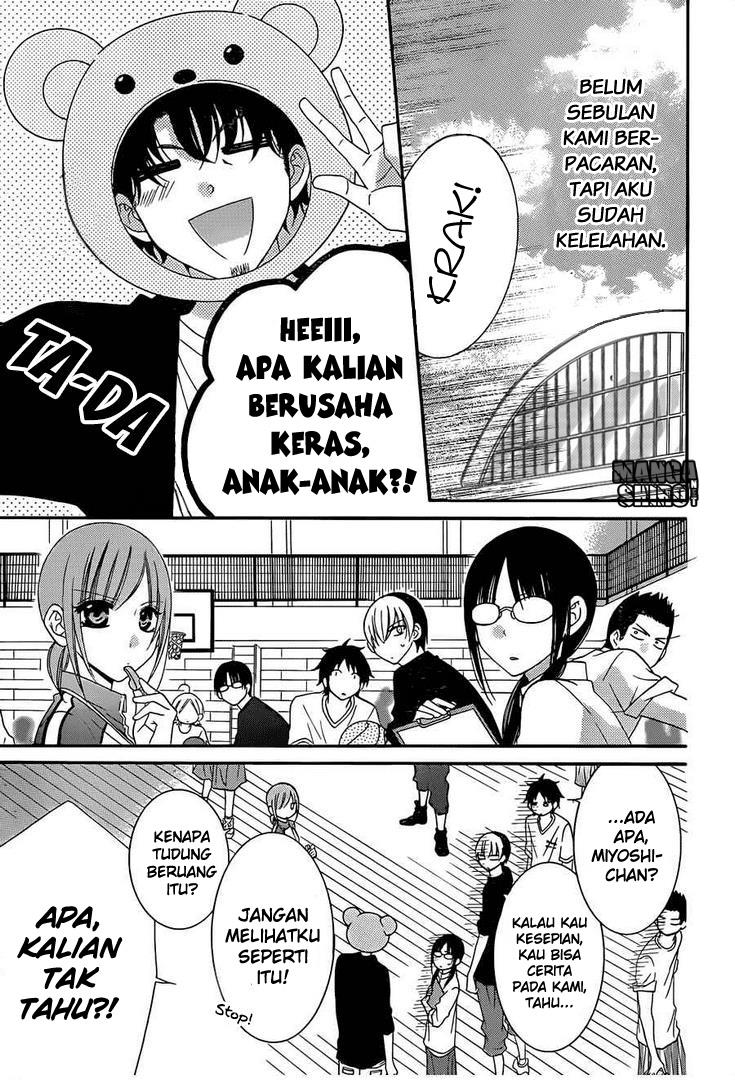 BELUM
SEBULAN
KAMI BER-
PACARAN,
TAPI AKU
SUDAH
KELELAHAN.
KRAK!
HEEIII,
APA KALIAN
BERUSAHA
KERAS,
ANAK-ANAK?!
TA-DA
MANGA
SHIRO!
...ADA
APA,
MIYOSHI-
CHAN?
KALAU KAU
KESEPIAN,
KAU BISA
CERITA
PADA KAMI,
TAHU...
KENAPA
TUDUNG
BERUANG
ITU?
JANGAN
MELIHATKU
SEPERTI
ITU!
Stop!
APA,
KALIAN
TAK
TAHU?!